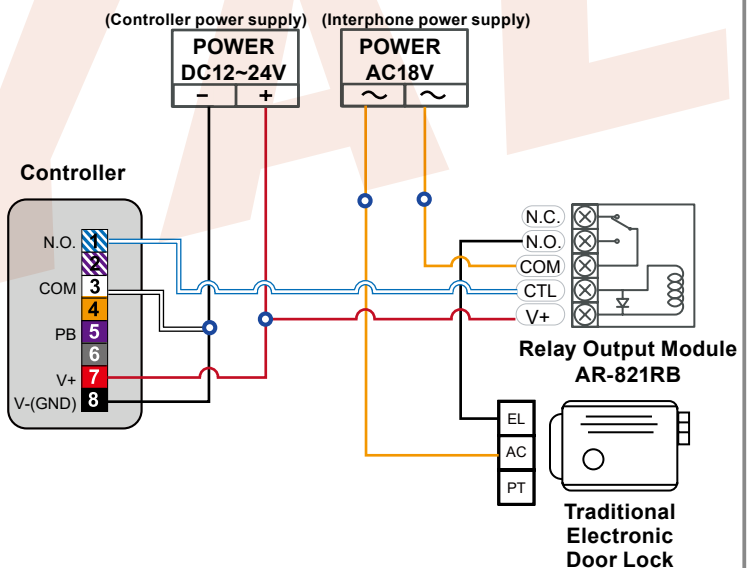 (Controller power supply) (Interphone power supply)
POWER
DC12~24V
− +
POWER
AC18V
~ ~
Controller
N.O. 1
2
COM 3
4
PB 5
6
V+ 7
V-(GND) 8
N.C.
N.O.
COM
CTL
V+
Relay Output Module
AR-821RB
EL
AC
PT
Traditional
Electronic
Door Lock